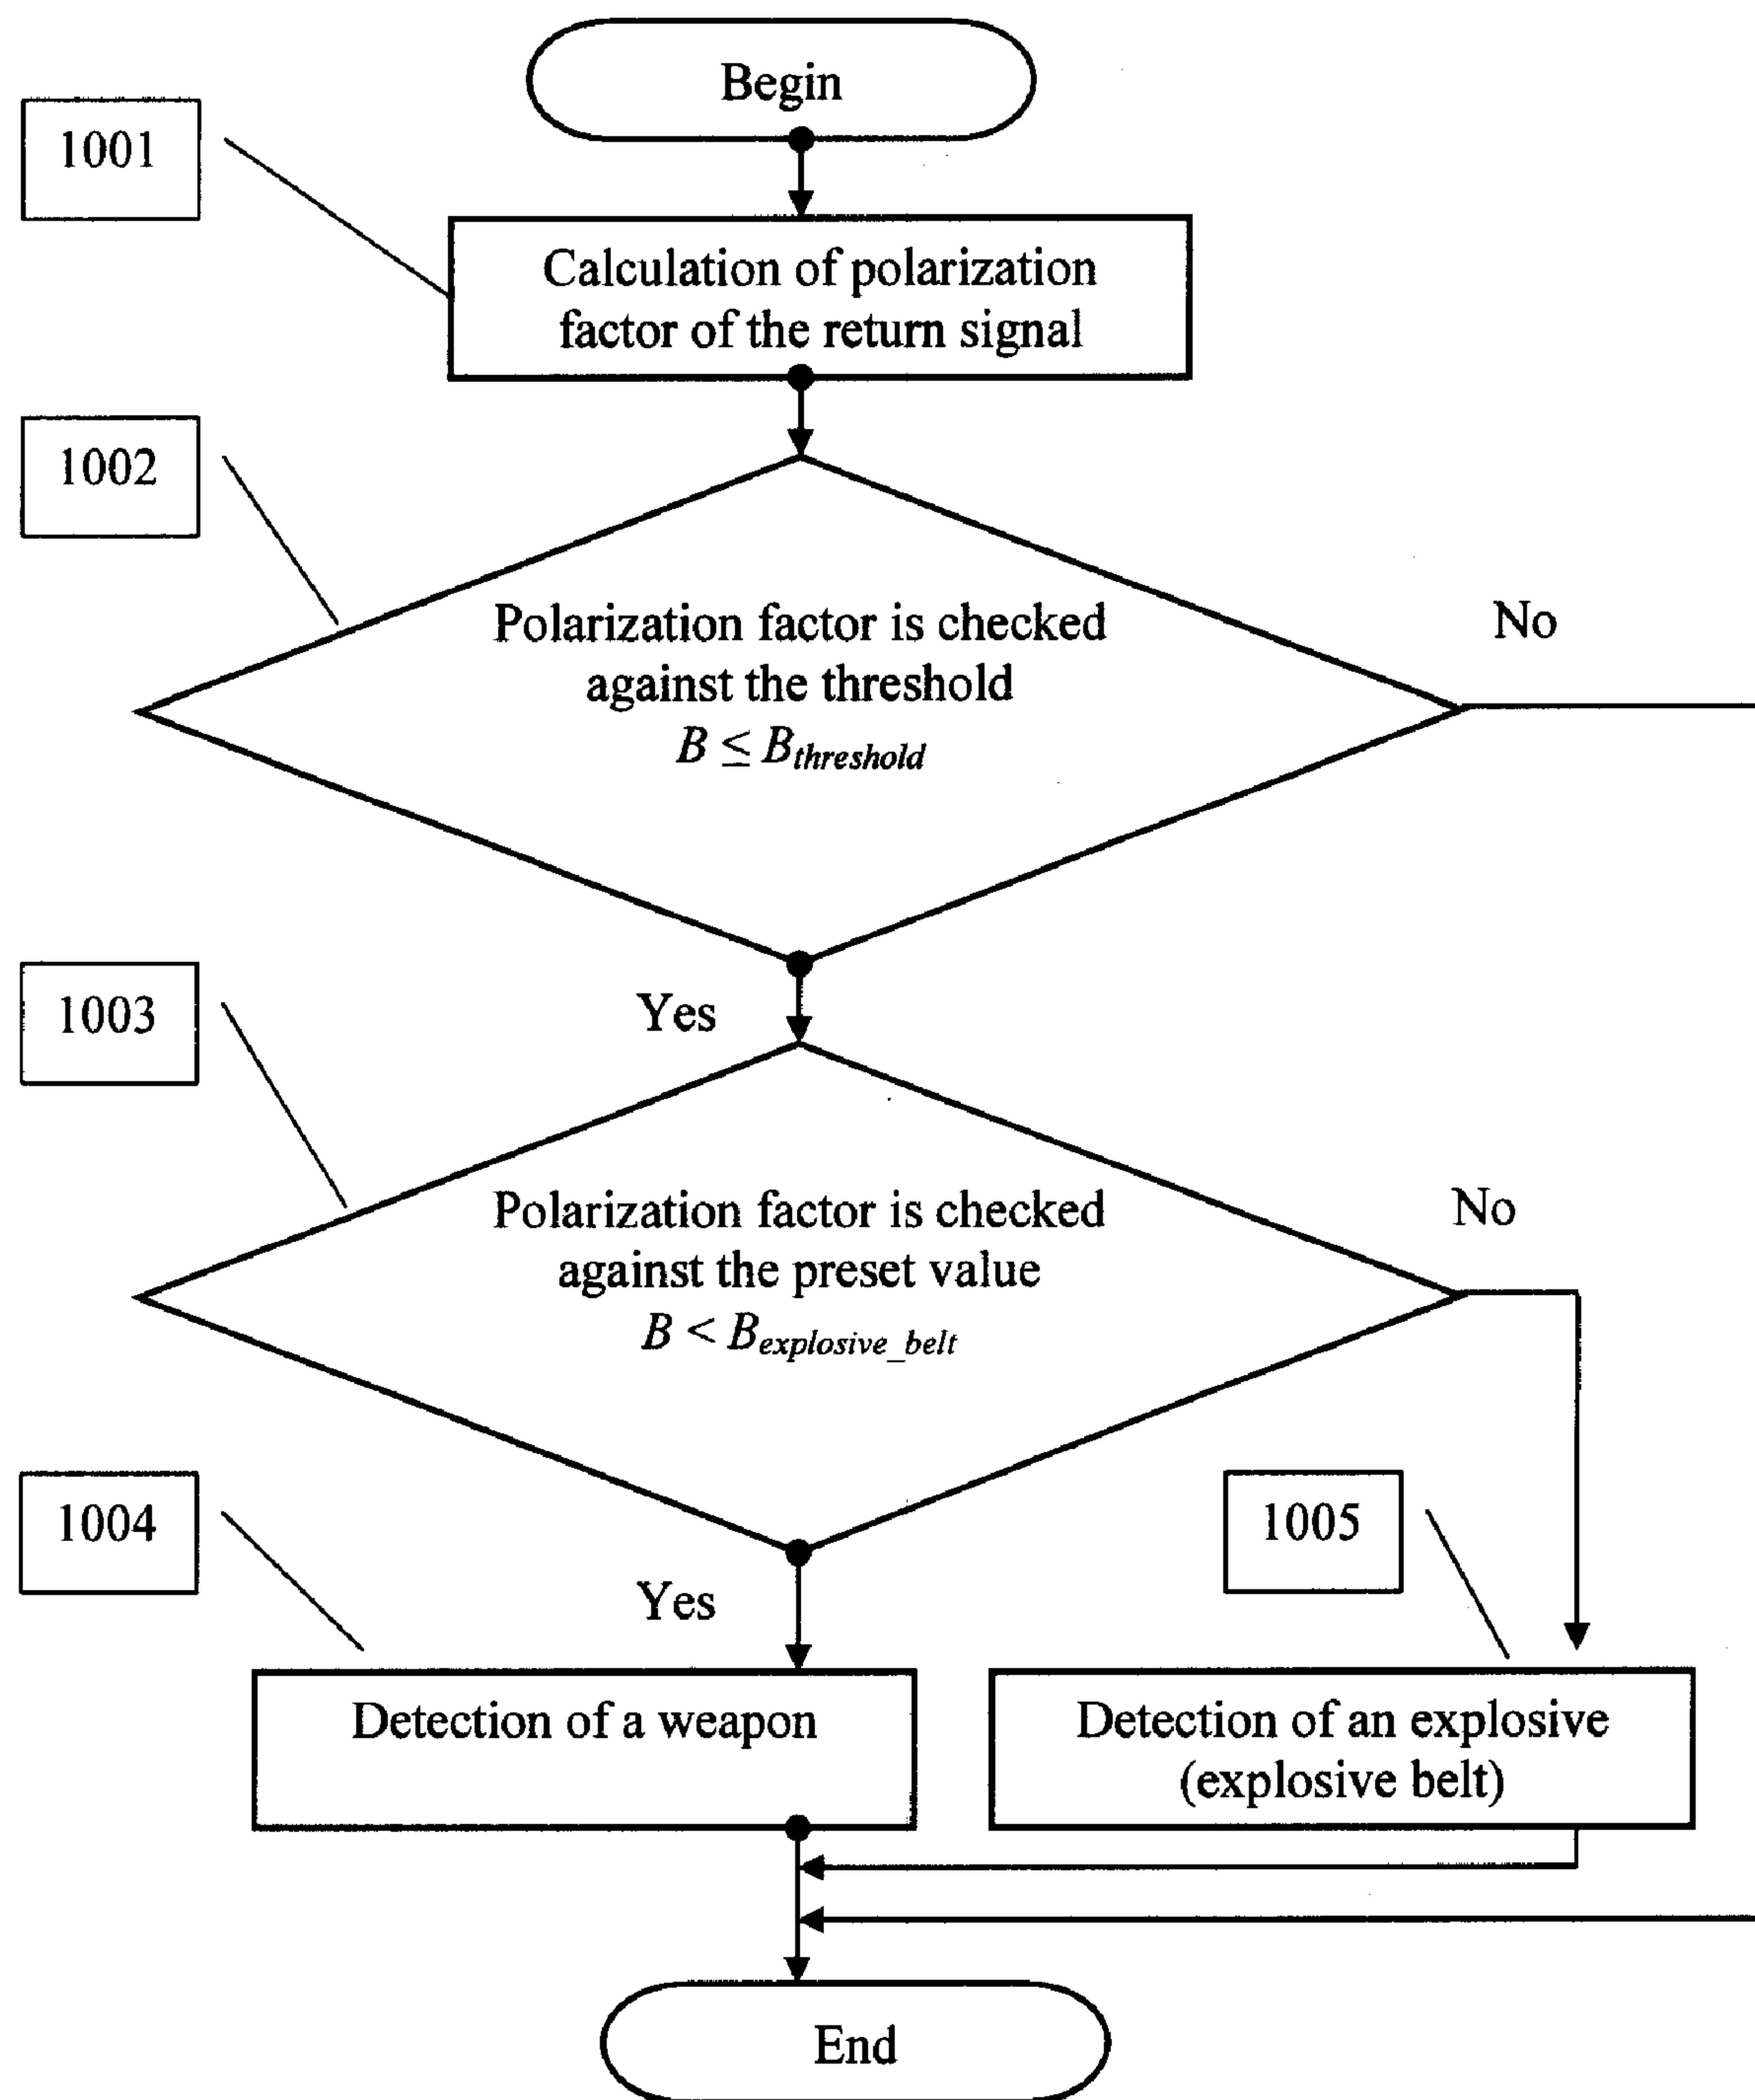 Begin
1001
Calculation of polarization
factor of the return signal
1002
Polarization factor is checked
against the threshold
B ≤ B_threshold
No
1003
Yes
Polarization factor is checked
against the preset value
B < B_explosive_belt
No
1004
Yes
1005
Detection of a weapon
Detection of an explosive
(explosive belt)
End